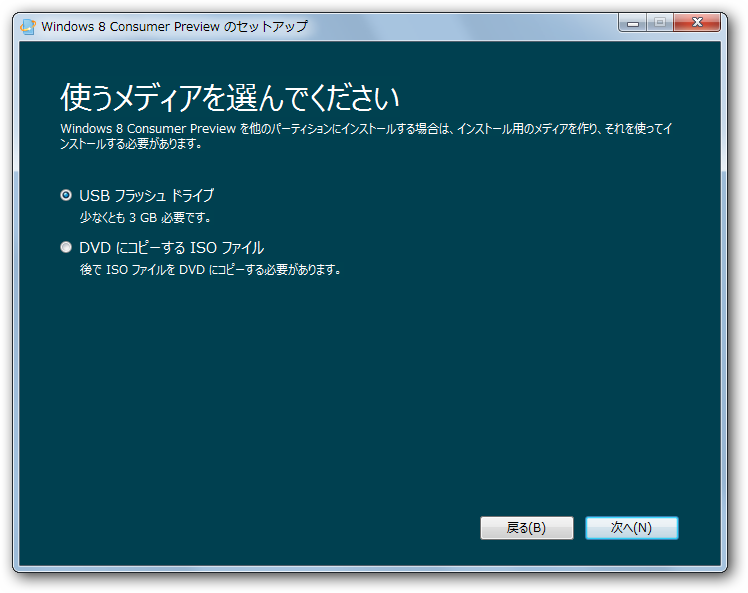 Windows 8 Consumer Preview のセットアップ
使うメディアを選んでください
Windows 8 Consumer Preview を他のパーティションにインストールする場合は、インストール用のメディアを作り、それを使ってイ
ンストールする必要があります。
USB フラッシュ ドライブ
少なくとも 3 GB 必要です。
DVD にコピーする ISO ファイル
後で ISO ファイルを DVD にコピーする必要があります。
戻る(B)
次へ(N)